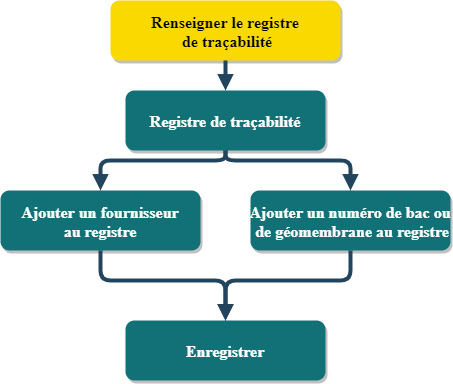 Renseigner le registre
de traçabilité
Registre de traçabilité
Ajouter un fournisseur
au registre
Ajouter un numéro de bac ou
de géomembrane au registre
Enregistrer